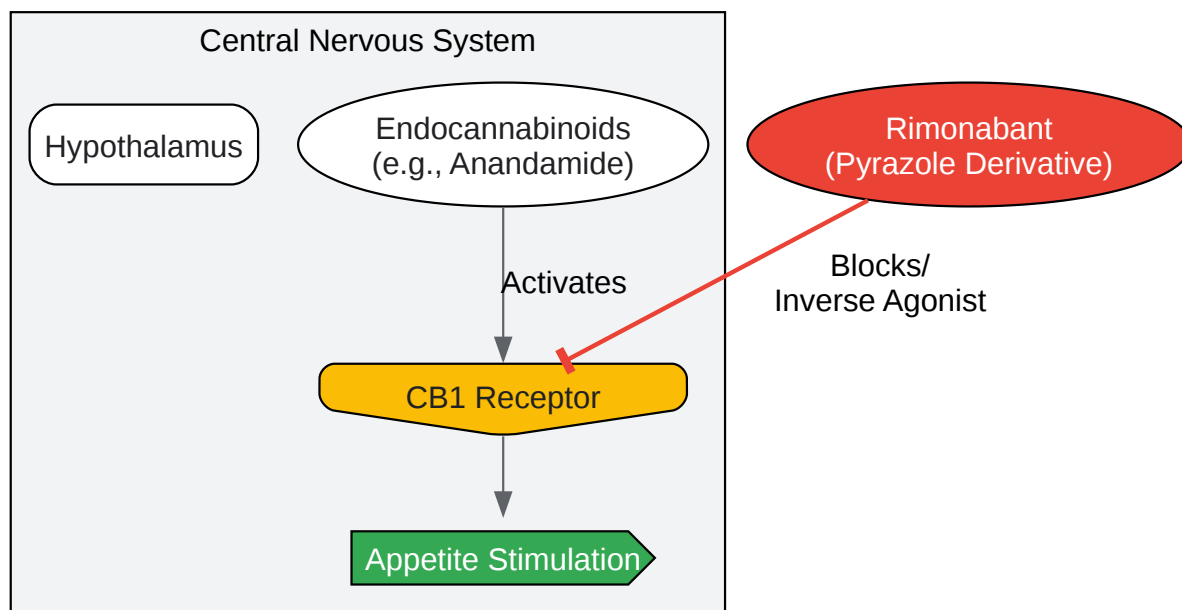 Central Nervous System
Hypothalamus
Endocannabinoids
(e.g., Anandamide)
Rimonabant
(Pyrazole Derivative)
Activates
Blocks/
Inverse Agonist
CB1 Receptor
Appetite Stimulation